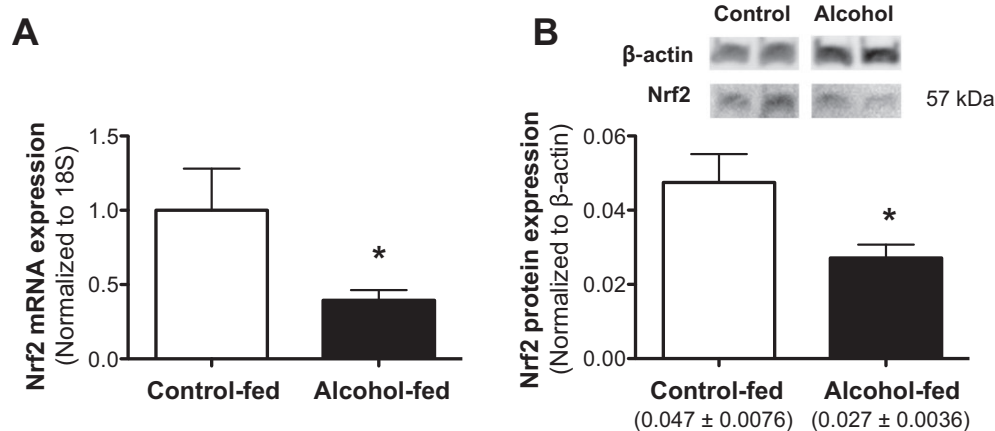 A
Nrf2 mRNA expression
(Normalized to 18S)
1.5
1.0
0.5
0.0
*
Control-fed
Alcohol-fed
B
Control
Alcohol
β-actin
Nrf2
57 kDa
Nrf2 protein expression
(Normalized to β-actin)
0.06
0.04
0.02
0.00
*
Control-fed
(0.047 ± 0.0076)
Alcohol-fed
(0.027 ± 0.0036)